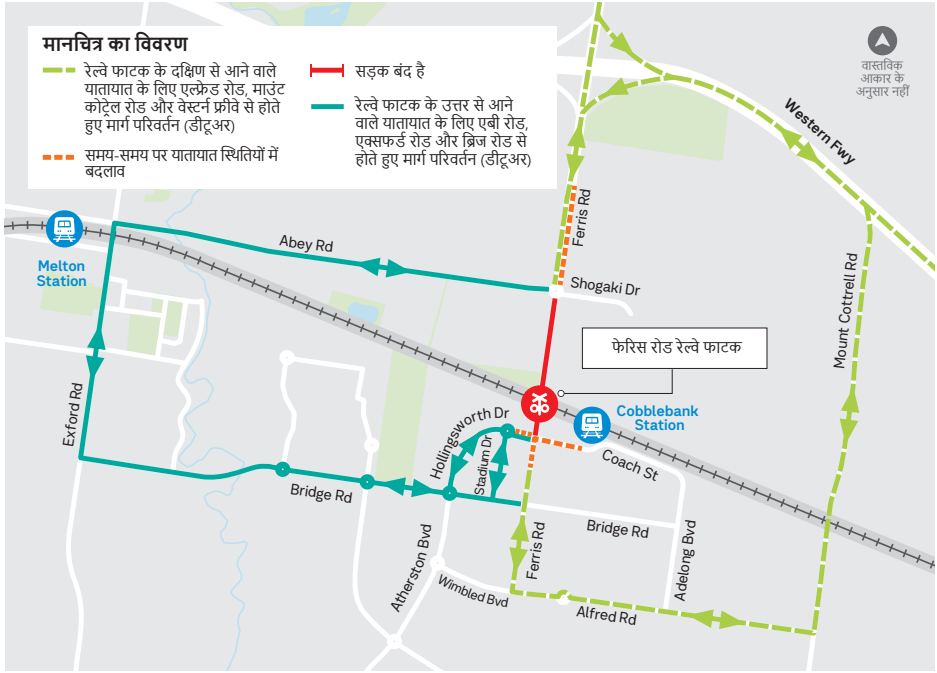 मानचित्र का विवरण
रेल्वे फाटक के दक्षिण से आने वाले
यातायात के लिए एल्फ्रेड रोड, माउंट
कोट्रेल रोड और वेस्टर्न फ्रीवे से होते
हुए मार्ग परिवर्तन (डीटूअर)
समय-समय पर यातायात स्थितियों में
बदलाव
सड़क बंद है
रेल्वे फाटक के उत्तर से आने
वाले यातायात के लिए एबी रोड,
एक्सफर्ड रोड और ब्रिज रोड से
होते हुए मार्ग परिवर्तन (डीटूअर)
वास्तविक
आकार के
अनुसार नहीं
Western Fwy
Ferris Rd
Abey Rd
Melton
Station
Shogaki Dr
Mount Cottrell Rd
फेरिस रोड रेल्वे फाटक
Exford Rd
Cobblebank
Station
Hollingsworth Dr
Stadium Dr
Coach St
Bridge Rd
Bridge Rd
Ferris Rd
Adelong Bvd
Atherston Bvd
Wimbled Bvd
Alfred Rd